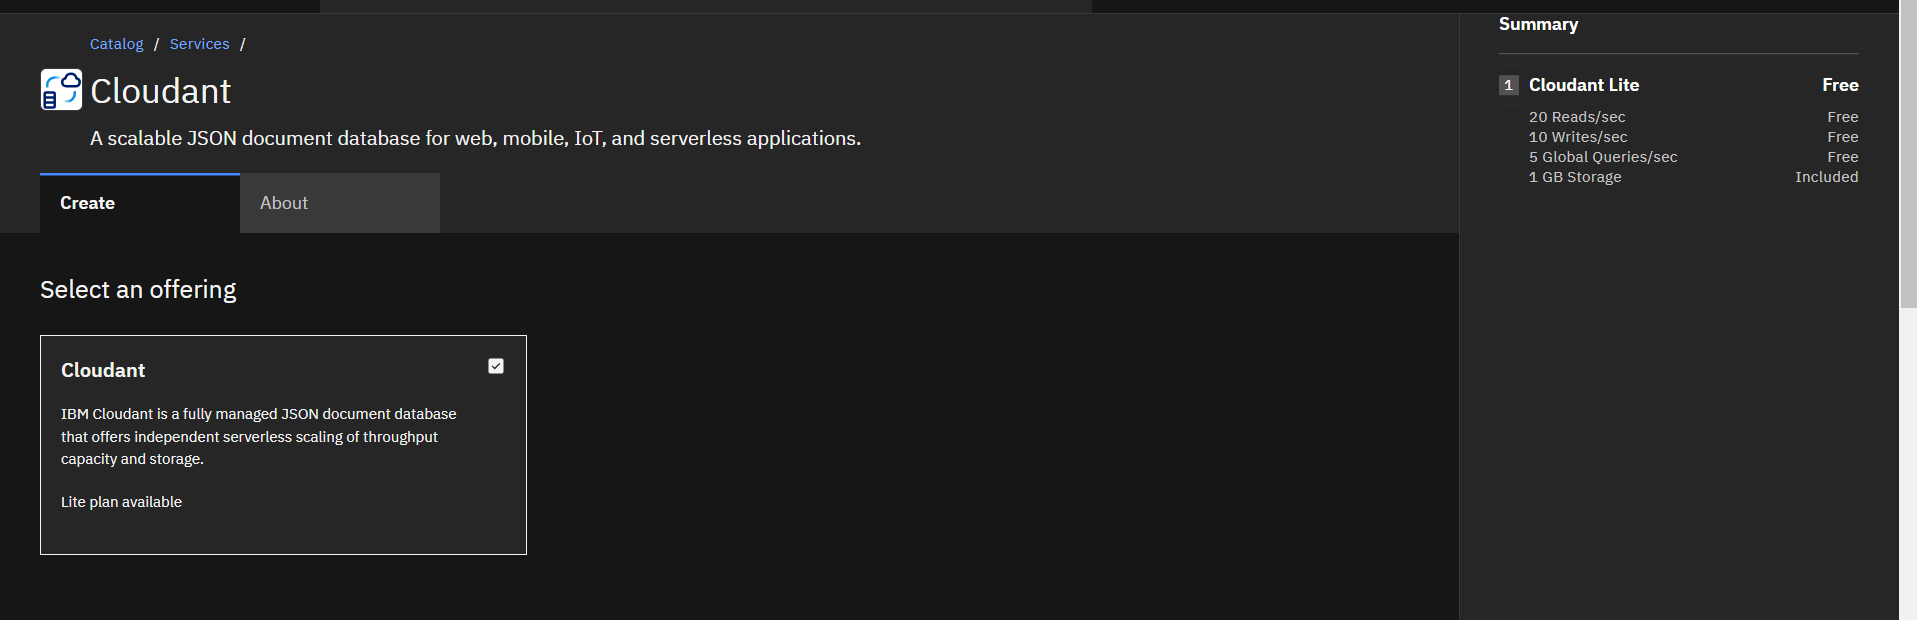 Catalog / Services /
Cloudant
A scalable JSON document database for web, mobile, IoT, and serverless applications.
Create
About
Select an offering
Cloudant
IBM Cloudant is a fully managed JSON document database
that offers independent serverless scaling of throughput
capacity and storage.
Lite plan available
Summary
1 Cloudant Lite Free
20 Reads/sec Free
10 Writes/sec Free
5 Global Queries/sec Free
1 GB Storage Included